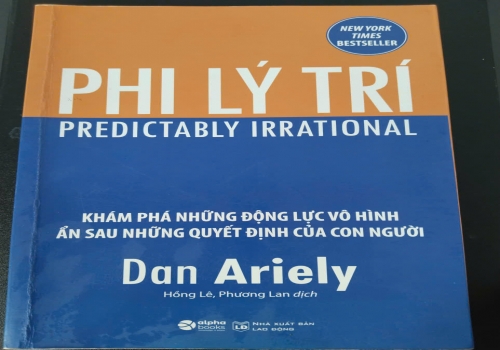 NEW YORK
TIMES
BESTSELLER
PHI LÝ TRÍ
PREDICTABLY IRRATIONAL
KHÁM PHÁ NHỮNG ĐỘNG LỰC VÔ HÌNH
ẨN SAU NHỮNG QUYẾT ĐỊNH CỦA CON NGƯỜI
Dan Ariely
Hồng Lê, Phương Lan dịch
alpha books
LĐ NHÀ XUẤT BẢN LAO ĐỘNG